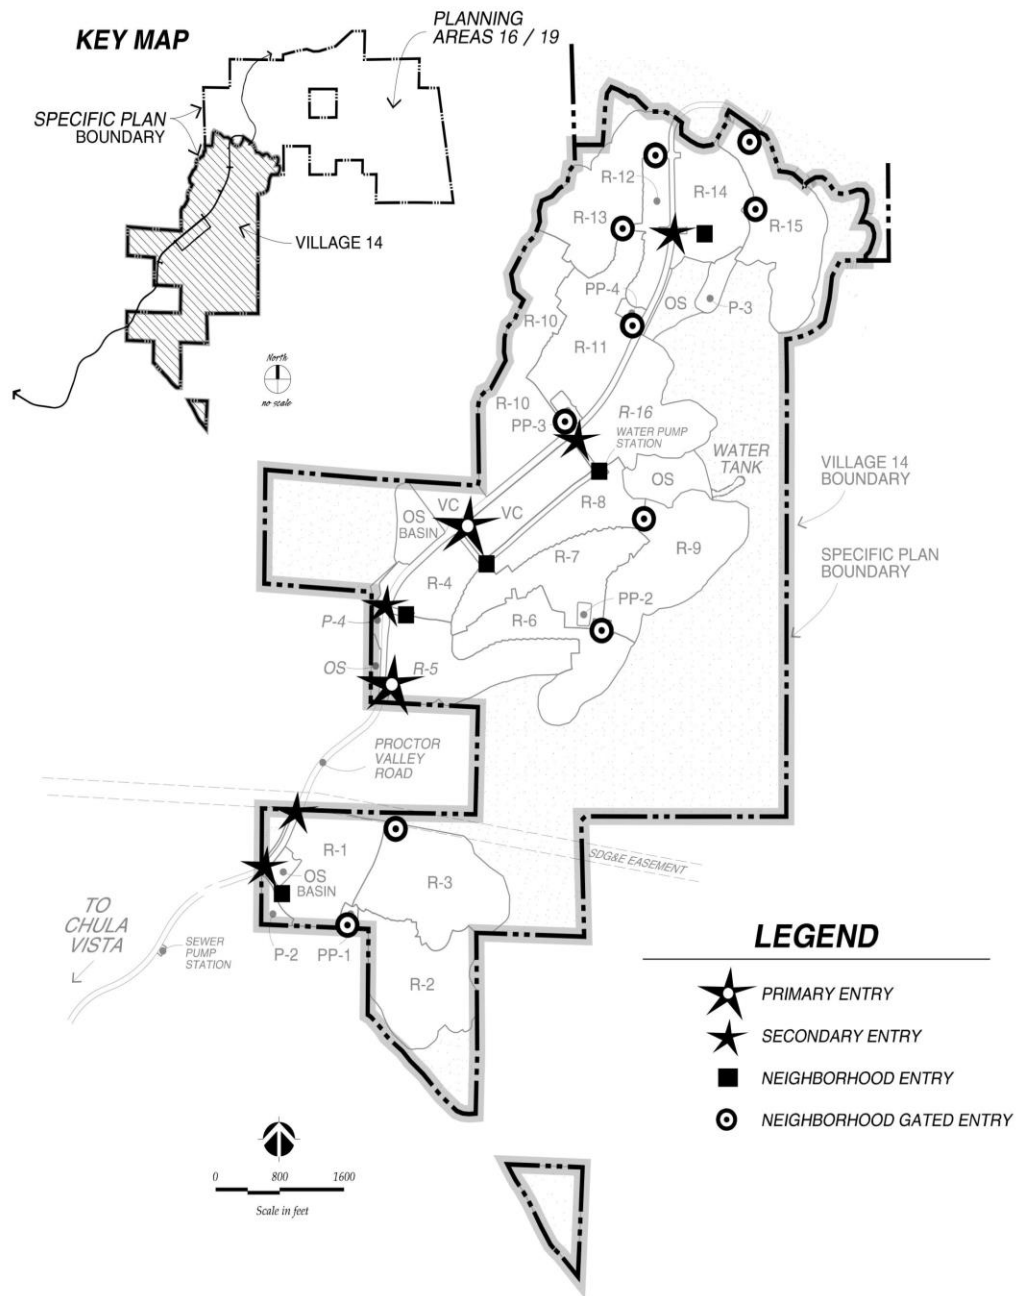 KEY MAP
PLANNING
AREAS 16 / 19
SPECIFIC PLAN
BOUNDARY
VILLAGE 14
North
no scale
R-12
R-14
R-13
R-15
PP-4
OS
P-3
R-10
R-11
R-10
PP-3
R-16
WATER PUMP
STATION
WATER
TANK
VILLAGE 14
BOUNDARY
OS
VC
VC
R-8
OS
BASIN
R-7
R-9
SPECIFIC PLAN
BOUNDARY
R-4
PP-2
P-4
R-6
OS
R-5
PROCTOR
VALLEY
ROAD
R-1
SDG&E EASEMENT
OS
BASIN
R-3
TO
CHULA
VISTA
SEWER
PUMP
STATION
P-2
PP-1
R-2
LEGEND
PRIMARY ENTRY
SECONDARY ENTRY
NEIGHBORHOOD ENTRY
NEIGHBORHOOD GATED ENTRY
0 800 1600
Scale in feet